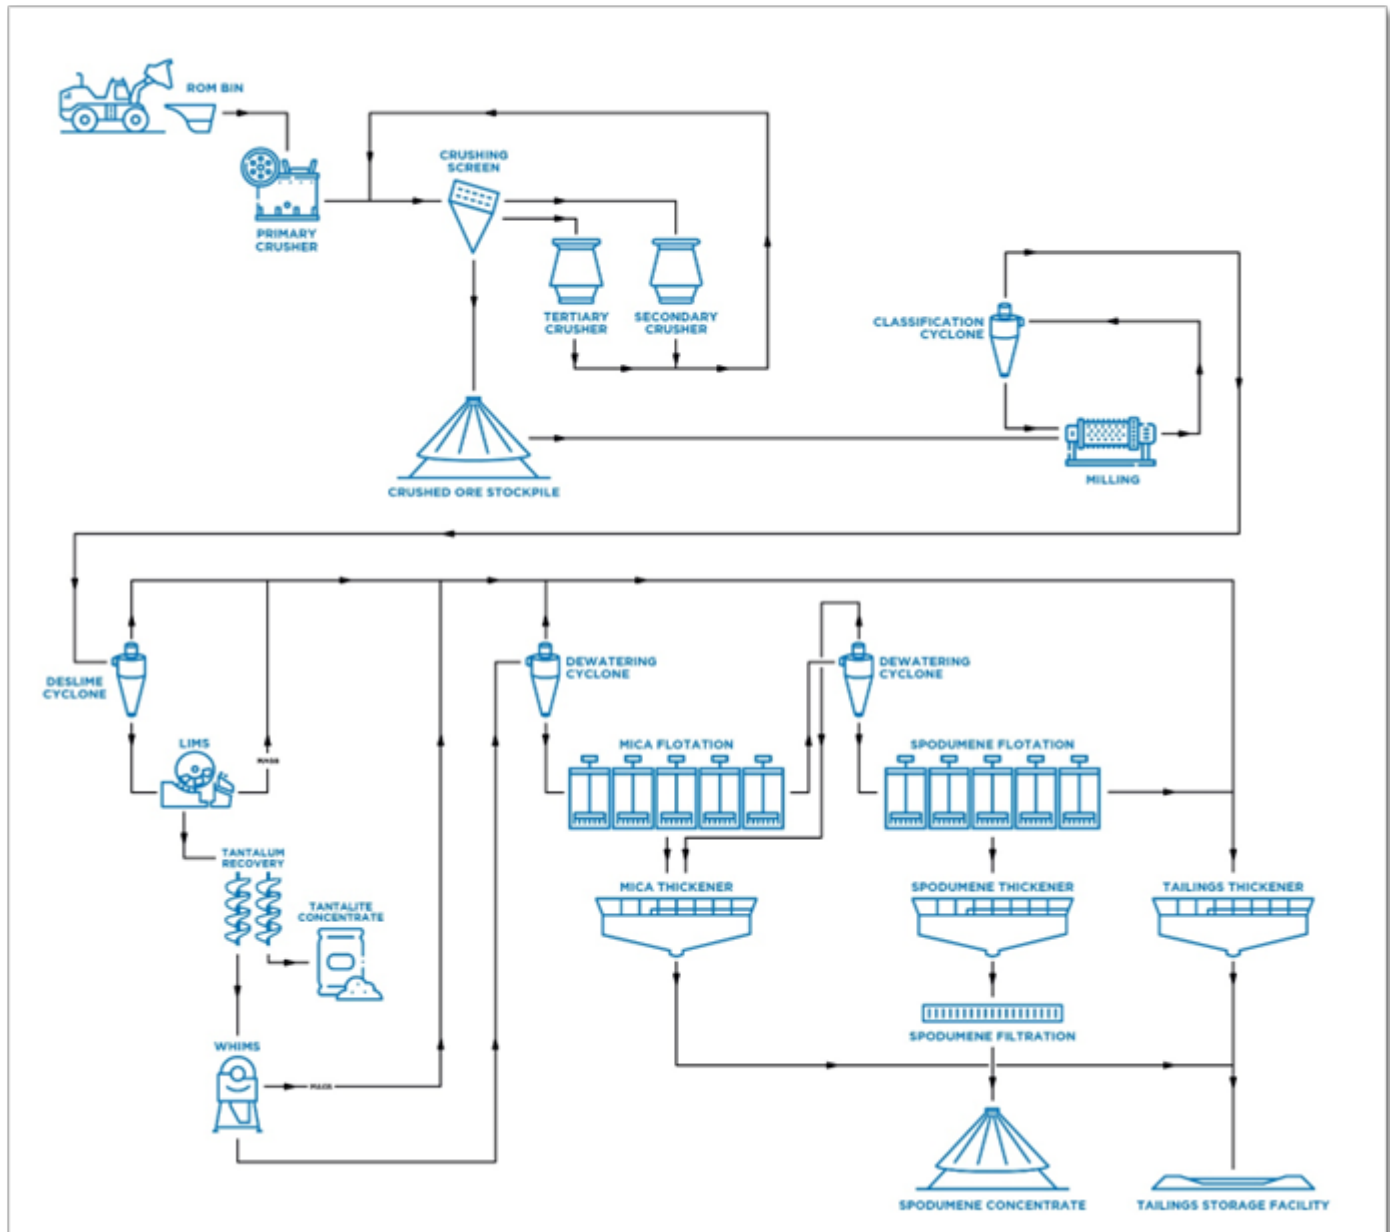 ROM BIN
CRUSHING
SCREEN
PRIMARY
CRUSHER
TERTIARY
CRUSHER
SECONDARY
CRUSHER
CLASSIFICATION
CYCLONE
CRUSHED ORE STOCKPILE
MILLING
DESLIME
CYCLONE
DEWATERING
CYCLONE
DEWATERING
CYCLONE
LIMS
MAGS
MICA FLOTATION
SPODUMENE FLOTATION
TANTALUM
RECOVERY
TANTALITE
CONCENTRATE
MICA THICKENER
SPODUMENE THICKENER
TAILINGS THICKENER
SPODUMENE FILTRATION
WHIMS
MAGS
SPODUMENE CONCENTRATE
TAILINGS STORAGE FACILITY